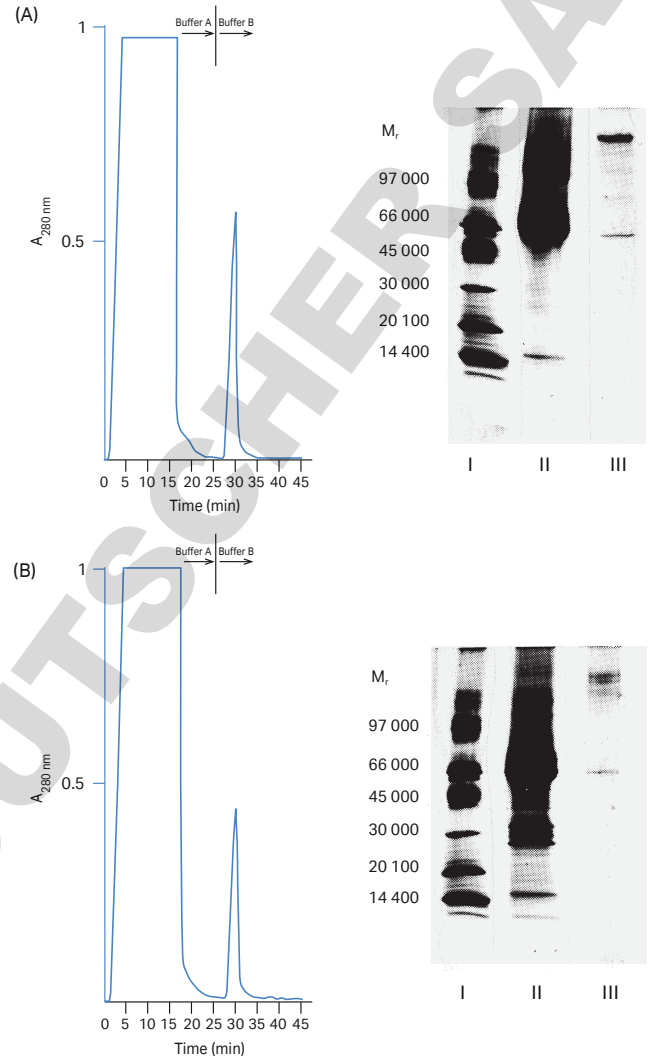 (A)
Buffer A Buffer B
1
0.5
A280 nm
0 5 10 15 20 25 30 35 40 45
Time (min)
Mr
97 000
66 000
45 000
30 000
20 100
14 400
I II III
(B)
Buffer A Buffer B
1
0.5
A280 nm
0 5 10 15 20 25 30 35 40 45
Time (min)
Mr
97 000
66 000
45 000
30 000
20 100
14 400
I II III
UTSCHER SA